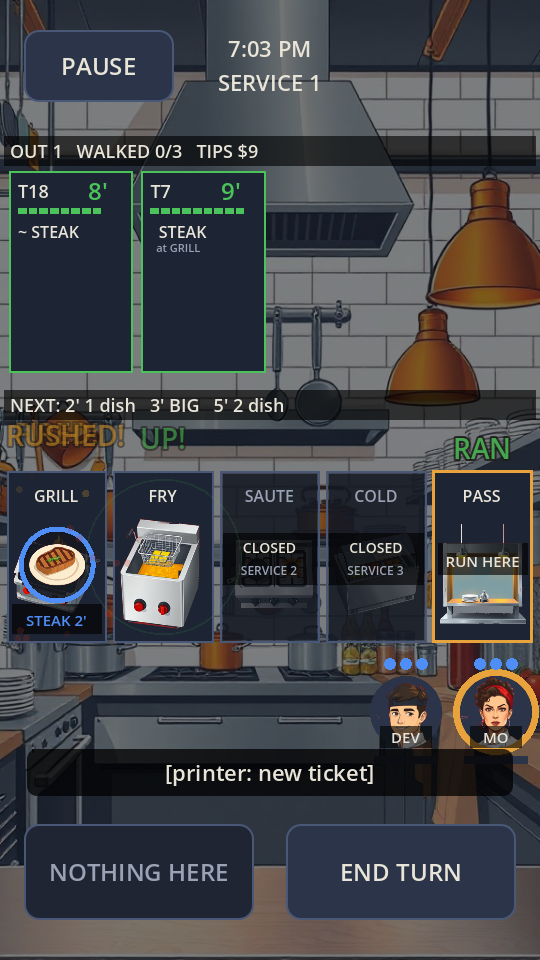 PAUSE
7:03 PM
SERVICE 1
OUT 1 WALKED 0/3 TIPS $9
T18 8'
~ STEAK
T7 9'
STEAK
at GRILL
NEXT: 2' 1 dish 3' BIG 5' 2 dish
RUSHED! UP!
RAN
GRILL
STEAK 2'
FRY
SAUTE
CLOSED
SERVICE 2
COLD
CLOSED
SERVICE 3
PASS
RUN HERE
DEV
MO
[printer: new ticket]
NOTHING HERE
END TURN